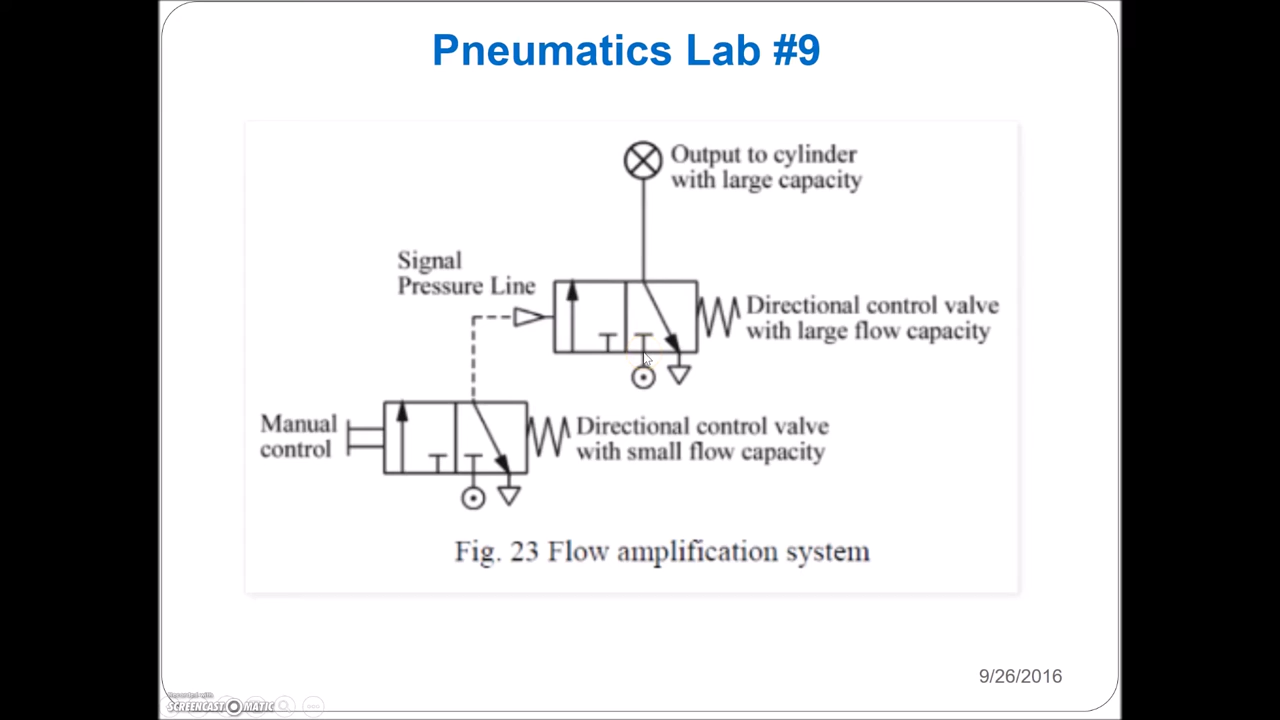 Pneumatics Lab #9
Output to cylinder
with large capacity
Signal
Pressure Line
Directional control valve
with large flow capacity
Manual
control
Directional control valve
with small flow capacity
Fig. 23 Flow amplification system
9/26/2016
Recorded with
SCREENCAST-O-MATIC